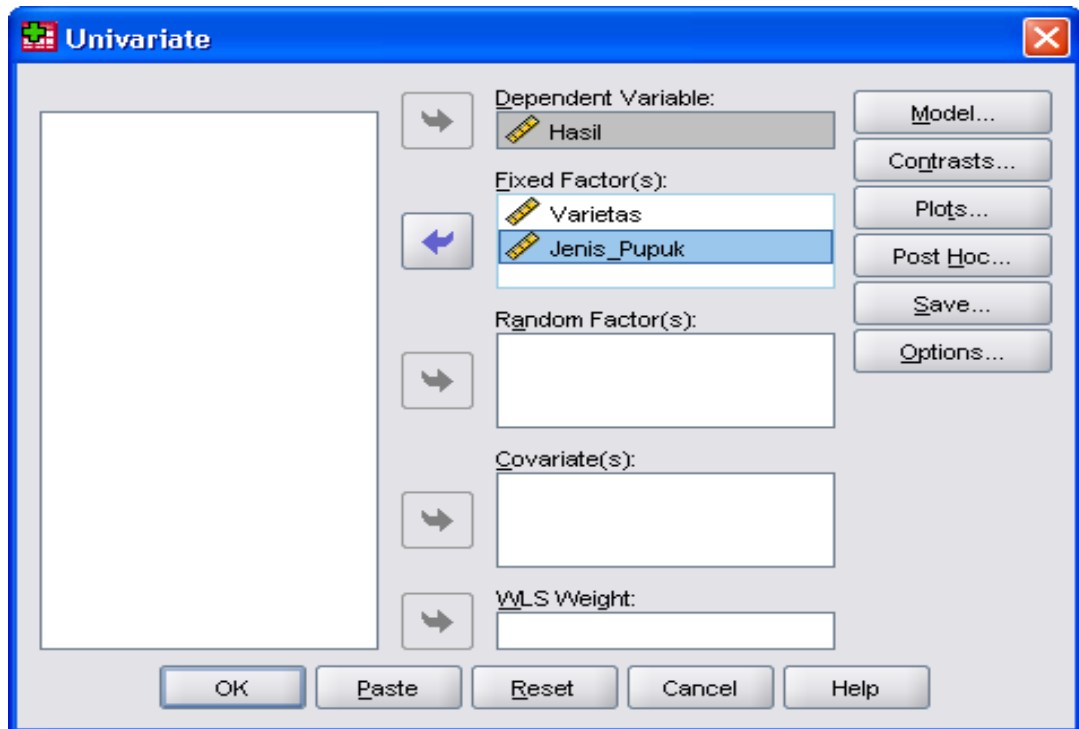 Univariate
Dependent Variable:
Hasil
Fixed Factor(s):
Varietas
Jenis_Pupuk
Random Factor(s):
Covariate(s):
WLS Weight:
Model...
Contrasts...
Plots...
Post Hoc...
Save...
Options...
OK
Paste
Reset
Cancel
Help